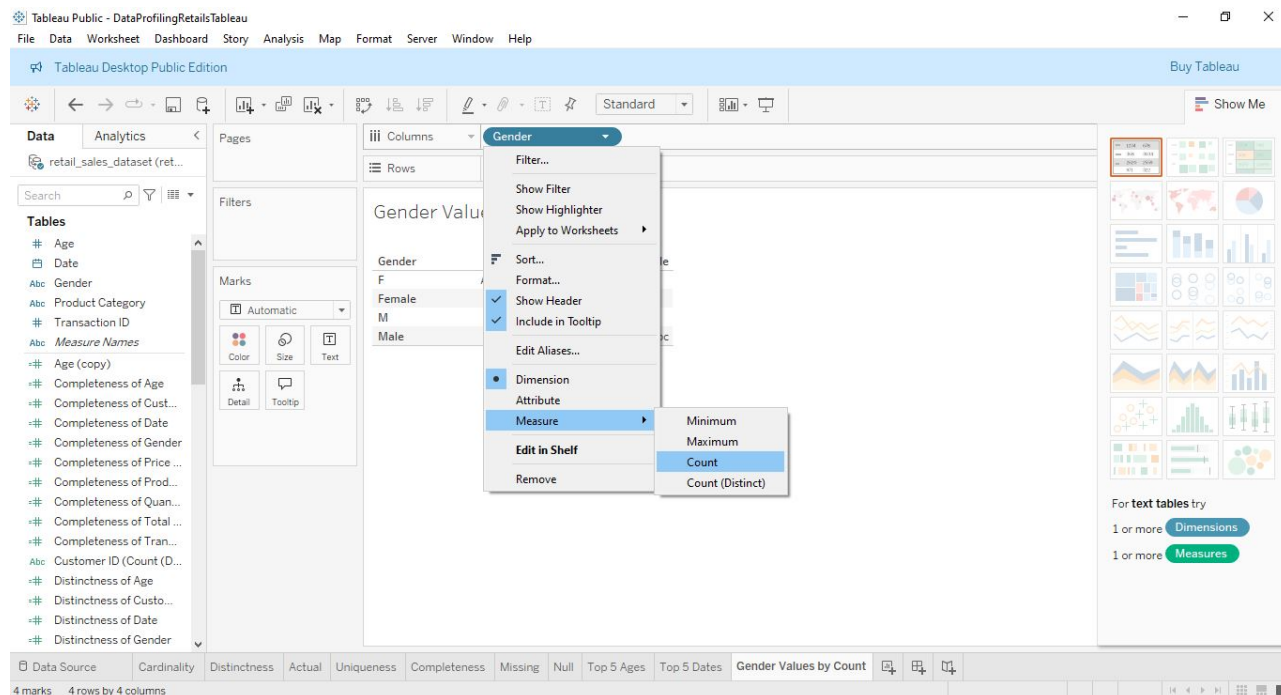 Tableau Public - DataProfilingRetailsTableau
File Data Worksheet Dashboard Story Analysis Map Format Server Window Help
Tableau Desktop Public Edition
Buy Tableau
Standard
Show Me
Data
Analytics
retail_sales_dataset (ret...
Search
Tables
Age
Date
Abc Gender
Abc Product Category
Transaction ID
Abc Measure Names
Age (copy)
Completeness of Age
Completeness of Cust...
Completeness of Date
Completeness of Gender
Completeness of Price ...
Completeness of Prod...
Completeness of Quan...
Completeness of Total ...
Completeness of Tran...
Abc Customer ID (Count (D...
Distinctness of Age
Distinctness of Custo...
Distinctness of Date
Distinctness of Gender
Pages
Filters
Marks
Automatic
Color Size Text
Detail Tooltip
Columns
Gender
Rows
Gender Valu
Gender
F
Female
M
Male
Filter...
Show Filter
Show Highlighter
Apply to Worksheets
Sort...
Format...
Show Header
Include in Tooltip
Edit Aliases...
Dimension
Attribute
Measure
Edit in Shelf
Remove
Minimum
Maximum
Count
Count (Distinct)
For text tables try
1 or more Dimensions
1 or more Measures
Data Source Cardinality Distinctness Actual Uniqueness Completeness Missing Null Top 5 Ages Top 5 Dates Gender Values by Count
4 marks 4 rows by 4 columns